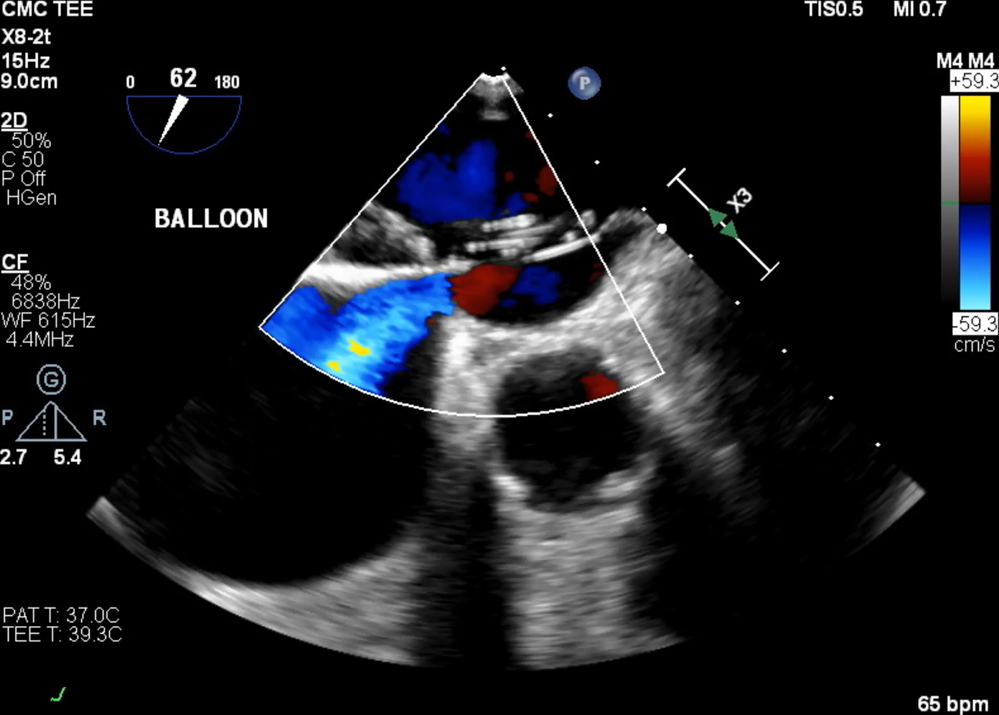 CMC TEE
X8-2t
15Hz
9.0cm
TIS0.5 MI 0.7
M4 M4
+59.3
-59.3
cm/s
0 62 180
P
X3
2D
50%
C 50
P Off
HGen
BALLOON
CF
48%
6838Hz
WF 615Hz
4.4MHz
G
P R
2.7 5.4
PAT T: 37.0C
TEE T: 39.3C
65 bpm